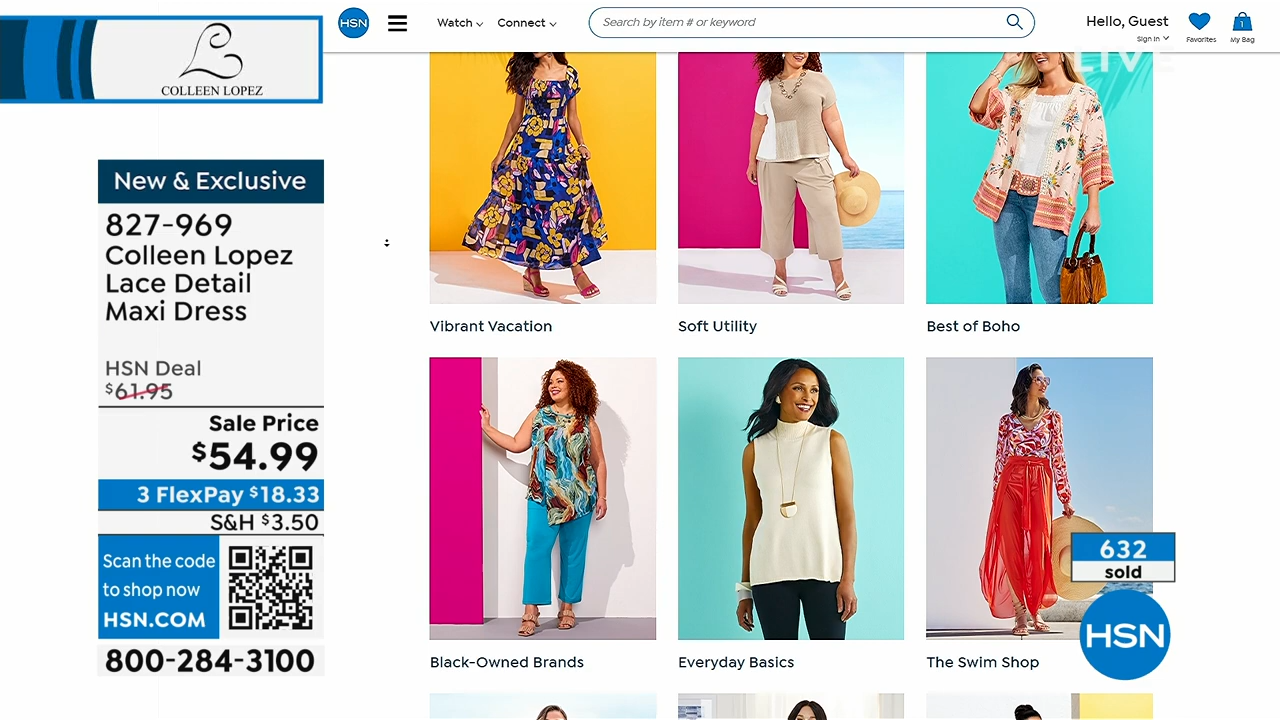 COLLEEN LOPEZ
New & Exclusive
827-969
Colleen Lopez
Lace Detail
Maxi Dress
HSN Deal
$61.95
Sale Price
$54.99
3 FlexPay $18.33
S&H $3.50
Scan the code
to shop now
HSN.COM
800-284-3100
HSN
Watch
Connect
Search by item # or keyword
Hello, Guest
Sign In
Favorites
1
My Bag
LIVE
Vibrant Vacation
Soft Utility
Best of Boho
Black-Owned Brands
Everyday Basics
The Swim Shop
632
sold
HSN